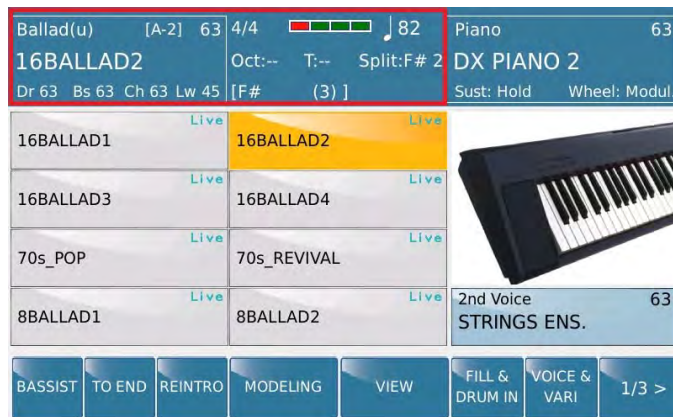 Ballad(u) [A-2] 63 4/4 ♩ 82 Piano 63
16BALLAD2 Oct:-- T:-- Split:F# 2 DX PIANO 2
Dr 63 Bs 63 Ch 63 Lw 45 [F# (3) ] Sust: Hold Wheel: Modul.
Live Live
16BALLAD1 16BALLAD2
Live Live
16BALLAD3 16BALLAD4
Live Live
70s_POP 70s_REVIVAL
Live Live
8BALLAD1 8BALLAD2
2nd Voice 63
STRINGS ENS.
BASSIST TO END REINTRO MODELING VIEW FILL & DRUM IN VOICE & VARI 1/3 >